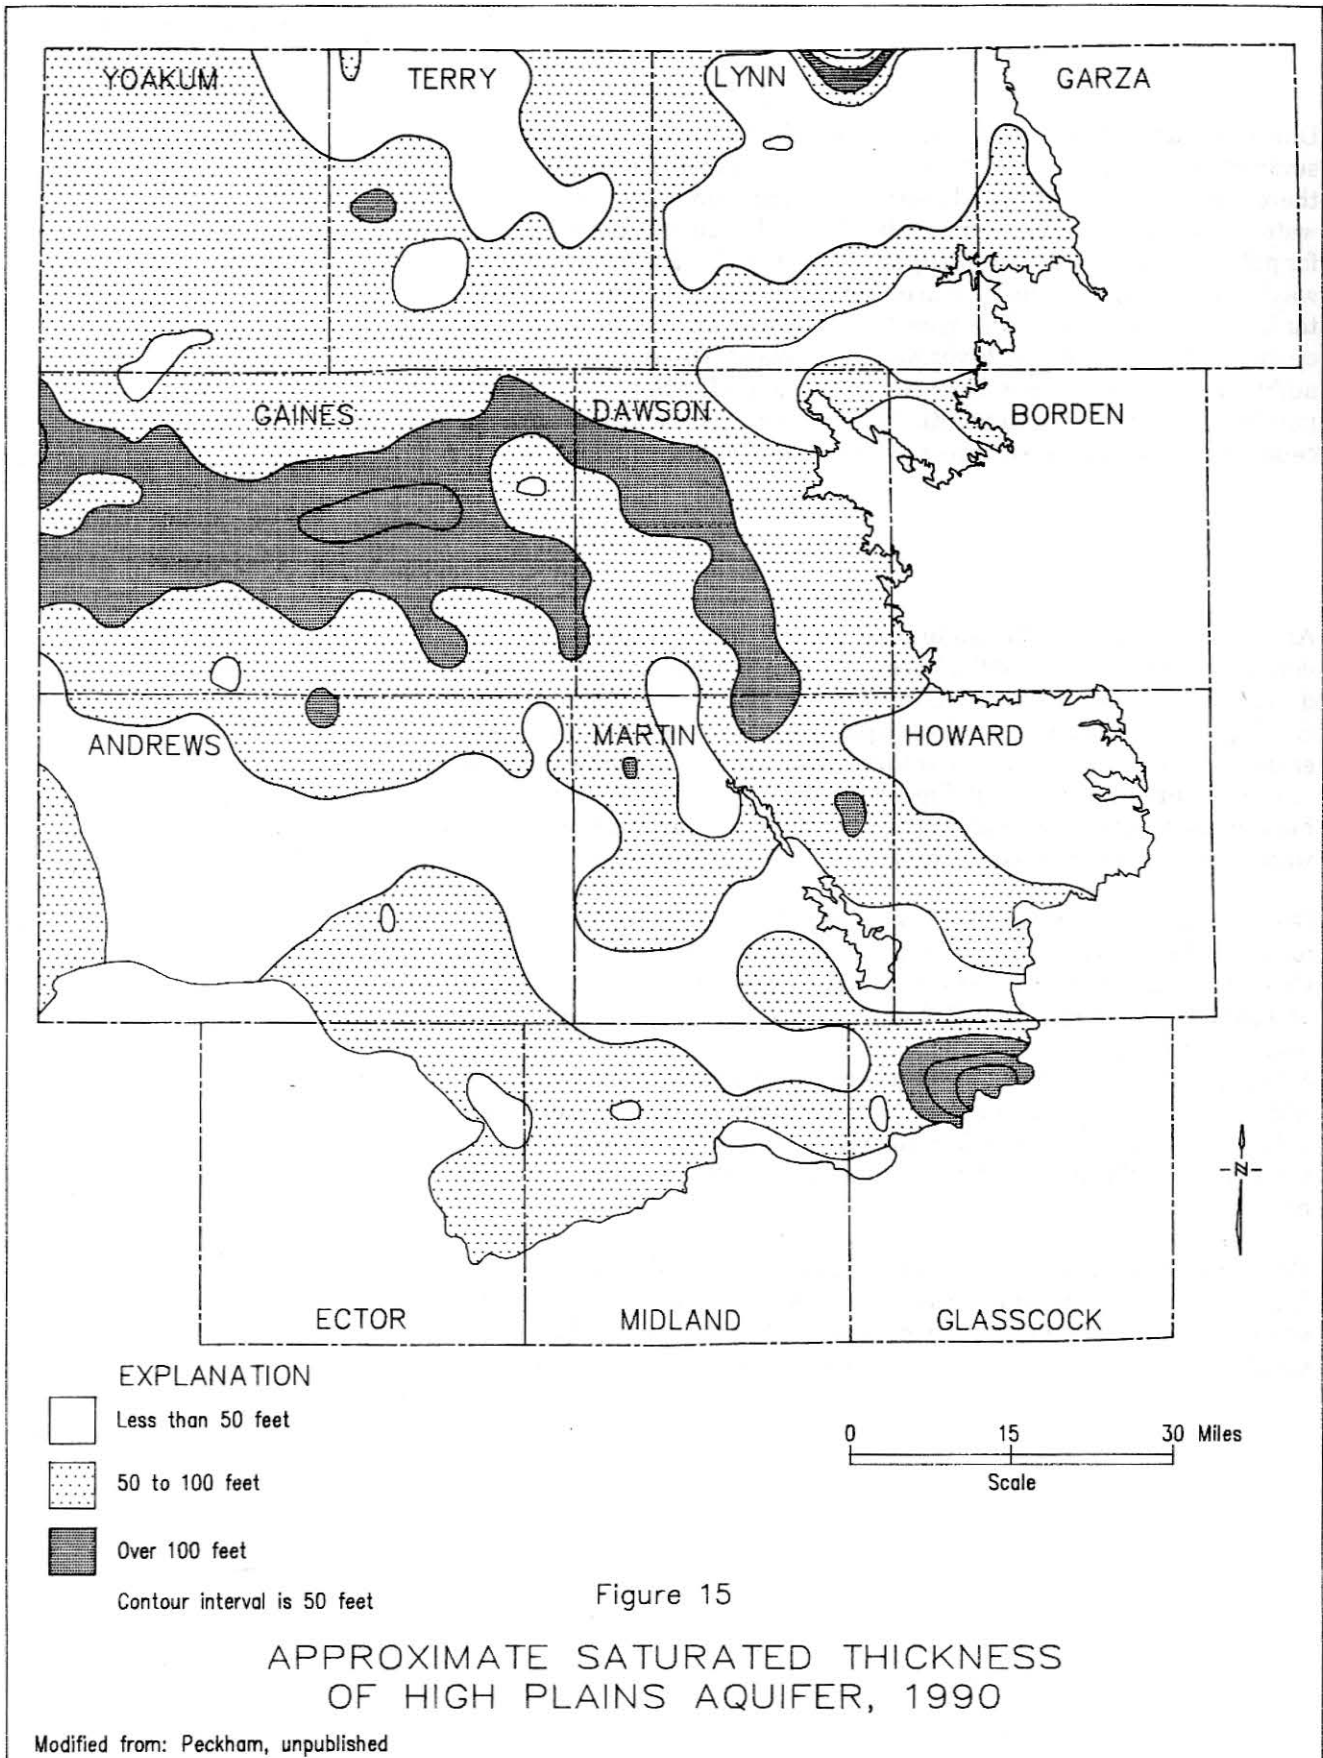 YOAKUM TERRY LYNN GARZA
GAINES DAWSON BORDEN
ANDREWS MARTIN HOWARD
-N-
ECTOR MIDLAND GLASSCOCK
EXPLANATION
Less than 50 feet
50 to 100 feet
Over 100 feet
Contour interval is 50 feet
0 15 30 Miles
Scale
Figure 15
APPROXIMATE SATURATED THICKNESS
OF HIGH PLAINS AQUIFER, 1990
Modified from: Peckham, unpublished